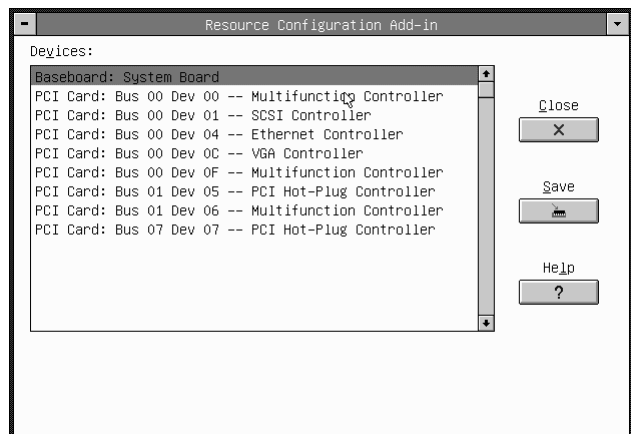 Resource Configuration Add-in
Devices:
Baseboard: System Board
PCI Card: Bus 00 Dev 00 -- Multifunction Controller
PCI Card: Bus 00 Dev 01 -- SCSI Controller
PCI Card: Bus 00 Dev 04 -- Ethernet Controller
PCI Card: Bus 00 Dev 0C -- VGA Controller
PCI Card: Bus 00 Dev 0F -- Multifunction Controller
PCI Card: Bus 01 Dev 05 -- PCI Hot-Plug Controller
PCI Card: Bus 01 Dev 06 -- Multifunction Controller
PCI Card: Bus 07 Dev 07 -- PCI Hot-Plug Controller
Close
X
Save
Help
?